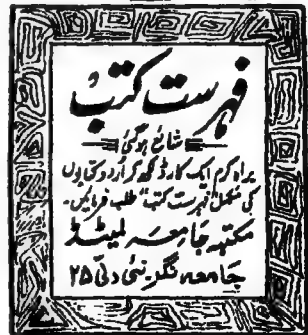 فہرست کتب
شائع ہوگئی
براہ کرم ایک کارڈ لکھ کر اردو کتابوں
کی مکمل "فہرست کتب" طلب فرمائیں۔
مکتبہ جامعہ لمیٹڈ
جامعہ نگر۔ نئی دلی ۲۵